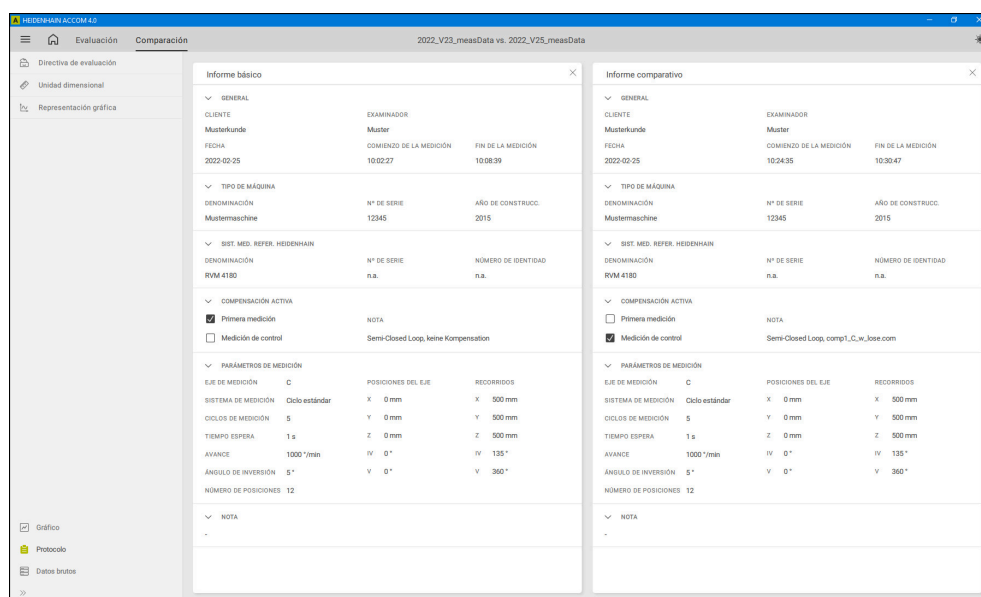 HEIDENHAIN ACCOM 4.0
Evaluación Comparación 2022_V23_measData vs. 2022_V25_measData
Directiva de evaluación
Unidad dimensional
Representación gráfica
Informe básico
GENERAL
CLIENTE EXAMINADOR
Musterkunde Muster
FECHA COMIENZO DE LA MEDICIÓN FIN DE LA MEDICIÓN
2022-02-25 10:02:27 10:08:39
TIPO DE MÁQUINA
DENOMINACIÓN Nº DE SERIE AÑO DE CONSTRUCC.
Mustermaschine 12345 2015
SIST. MED. REFER. HEIDENHAIN
DENOMINACIÓN Nº DE SERIE NÚMERO DE IDENTIDAD
RVM 4180 n.a. n.a.
COMPENSACIÓN ACTIVA
Primera medición NOTA
Medición de control Semi-Closed Loop, keine Kompensation
PARÁMETROS DE MEDICIÓN
EJE DE MEDICIÓN C POSICIONES DEL EJE RECORRIDOS
SISTEMA DE MEDICIÓN Ciclo estándar X 0 mm X 500 mm
CICLOS DE MEDICIÓN 5 Y 0 mm Y 500 mm
TIEMPO ESPERA 1 s Z 0 mm Z 500 mm
AVANCE 1000 °/min IV 0 ° IV 135 °
ÁNGULO DE INVERSIÓN 5 ° V 0 ° V 360 °
NÚMERO DE POSICIONES 12
NOTA
-
Informe comparativo
GENERAL
CLIENTE EXAMINADOR
Musterkunde Muster
FECHA COMIENZO DE LA MEDICIÓN FIN DE LA MEDICIÓN
2022-02-25 10:24:35 10:30:47
TIPO DE MÁQUINA
DENOMINACIÓN Nº DE SERIE AÑO DE CONSTRUCC.
Mustermaschine 12345 2015
SIST. MED. REFER. HEIDENHAIN
DENOMINACIÓN Nº DE SERIE NÚMERO DE IDENTIDAD
RVM 4180 n.a. n.a.
COMPENSACIÓN ACTIVA
Primera medición NOTA
Medición de control Semi-Closed Loop, comp1_C_w_lose.com
PARÁMETROS DE MEDICIÓN
EJE DE MEDICIÓN C POSICIONES DEL EJE RECORRIDOS
SISTEMA DE MEDICIÓN Ciclo estándar X 0 mm X 500 mm
CICLOS DE MEDICIÓN 5 Y 0 mm Y 500 mm
TIEMPO ESPERA 1 s Z 0 mm Z 500 mm
AVANCE 1000 °/min IV 0 ° IV 135 °
ÁNGULO DE INVERSIÓN 5 ° V 0 ° V 360 °
NÚMERO DE POSICIONES 12
NOTA
-
Gráfico
Protocolo
Datos brutos